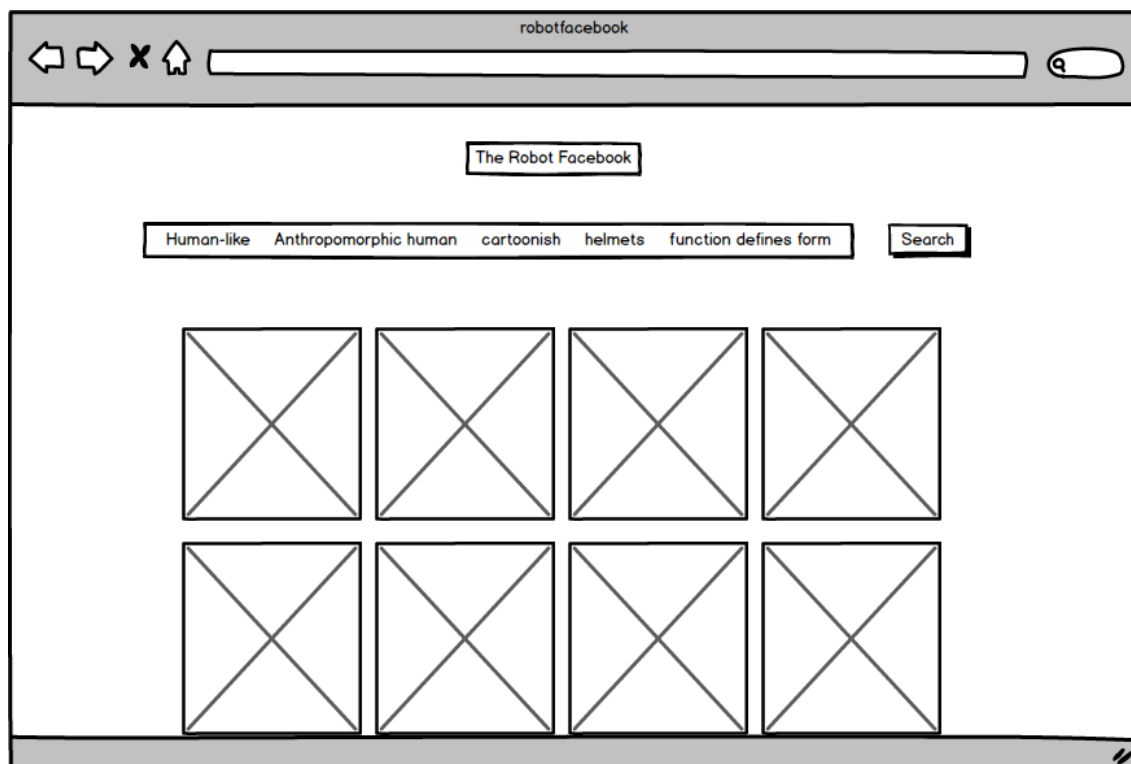 robotfacebook
The Robot Facebook
Human-like Anthropomorphic human cartoonish helmets function defines form Search